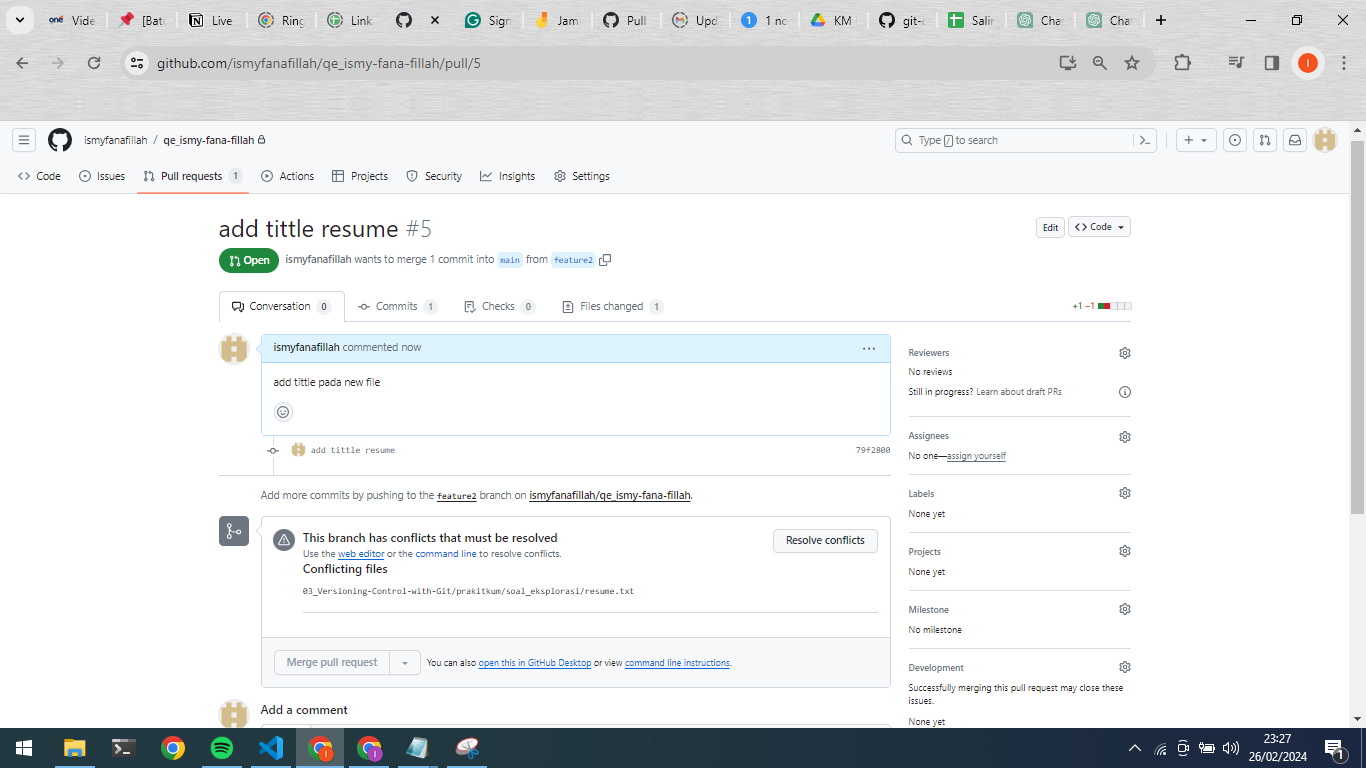 Vide
[Bate
Live
Ring
Link
Sign
Jam
Pull
Upd
1 no
KM
git-c
Salin
Cha
Cha
github.com/ismyfanafillah/qe_ismy-fana-fillah/pull/5
I
ismyfanafillah / qe_ismy-fana-fillah
Type / to search
Code
Issues
Pull requests 1
Actions
Projects
Security
Insights
Settings
add tittle resume #5
Edit
Code
Open
ismyfanafillah wants to merge 1 commit into main from feature2
Conversation 0
Commits 1
Checks 0
Files changed 1
+1 −1
ismyfanafillah commented now
add tittle pada new file
add tittle resume
79f2800
Add more commits by pushing to the feature2 branch on ismyfanafillah/qe_ismy-fana-fillah.
This branch has conflicts that must be resolved
Use the web editor or the command line to resolve conflicts.
Resolve conflicts
Conflicting files
03_Versioning-Control-with-Git/prakitkum/soal_eksplorasi/resume.txt
Merge pull request
You can also open this in GitHub Desktop or view command line instructions.
Add a comment
Reviewers
No reviews
Still in progress? Learn about draft PRs
Assignees
No one—assign yourself
Labels
None yet
Projects
None yet
Milestone
No milestone
Development
Successfully merging this pull request may close these
issues.
None yet
23:27
26/02/2024
1